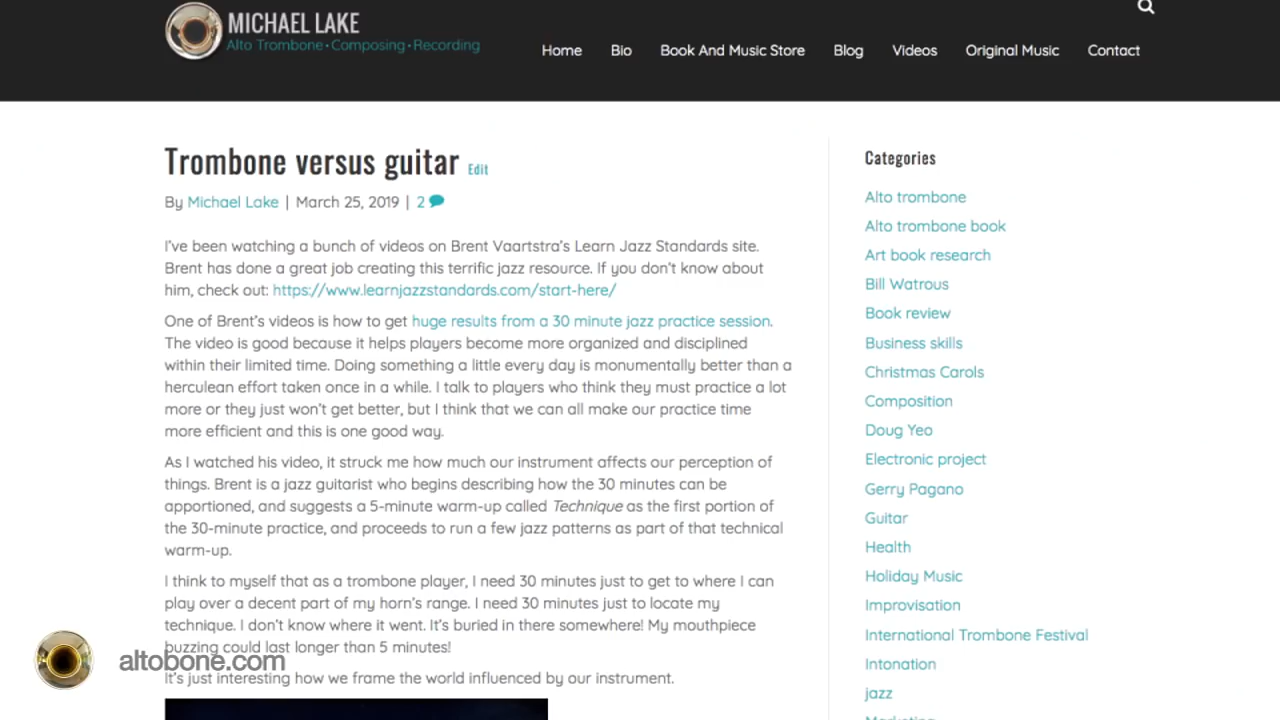 MICHAEL LAKE
Alto Trombone • Composing • Recording
Home
Bio
Book And Music Store
Blog
Videos
Original Music
Contact
Trombone versus guitar Edit
By Michael Lake | March 25, 2019 | 2
I've been watching a bunch of videos on Brent Vaartstra's Learn Jazz Standards site.
Brent has done a great job creating this terrific jazz resource. If you don't know about
him, check out: https://www.learnjazzstandards.com/start-here/
One of Brent's videos is how to get huge results from a 30 minute jazz practice session.
The video is good because it helps players become more organized and disciplined
within their limited time. Doing something a little every day is monumentally better than a
herculean effort taken once in a while. I talk to players who think they must practice a lot
more or they just won't get better, but I think that we can all make our practice time
more efficient and this is one good way.
As I watched his video, it struck me how much our instrument affects our perception of
things. Brent is a jazz guitarist who begins describing how the 30 minutes can be
apportioned, and suggests a 5-minute warm-up called Technique as the first portion of
the 30-minute practice, and proceeds to run a few jazz patterns as part of that technical
warm-up.
I think to myself that as a trombone player, I need 30 minutes just to get to where I can
play over a decent part of my horn's range. I need 30 minutes just to locate my
technique. I don't know where it went. It's buried in there somewhere! My mouthpiece
buzzing could last longer than 5 minutes!
It's just interesting how we frame the world influenced by our instrument.
altobone.com
Categories
Alto trombone
Alto trombone book
Art book research
Bill Watrous
Book review
Business skills
Christmas Carols
Composition
Doug Yeo
Electronic project
Gerry Pagano
Guitar
Health
Holiday Music
Improvisation
International Trombone Festival
Intonation
jazz
Marketing